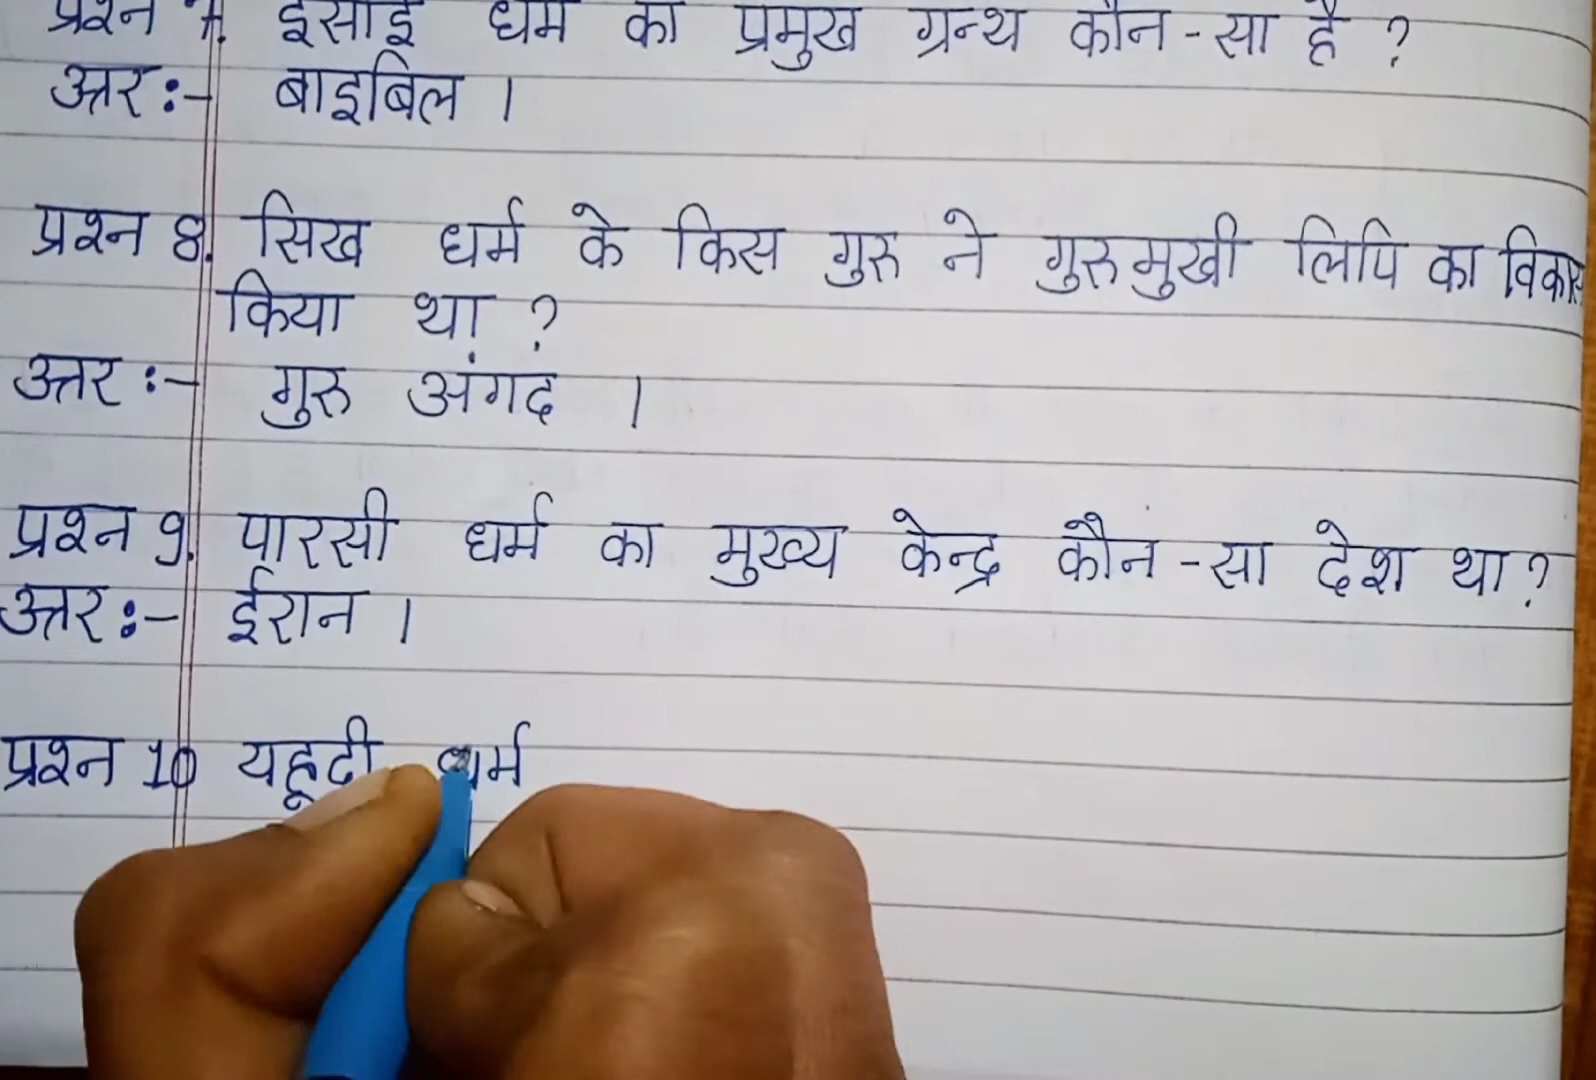 प्रश्न 7. ईसाई धर्म का प्रमुख ग्रन्थ कौन-सा है ?
उत्तर :- बाइबिल ।
प्रश्न 8. सिख धर्म के किस गुरु ने गुरुमुखी लिपि का विकास
किया था ?
उत्तर :- गुरु अंगद ।
प्रश्न 9. पारसी धर्म का मुख्य केन्द्र कौन-सा देश था ?
उत्तर :- ईरान ।
प्रश्न 10 यहूदी धर्म